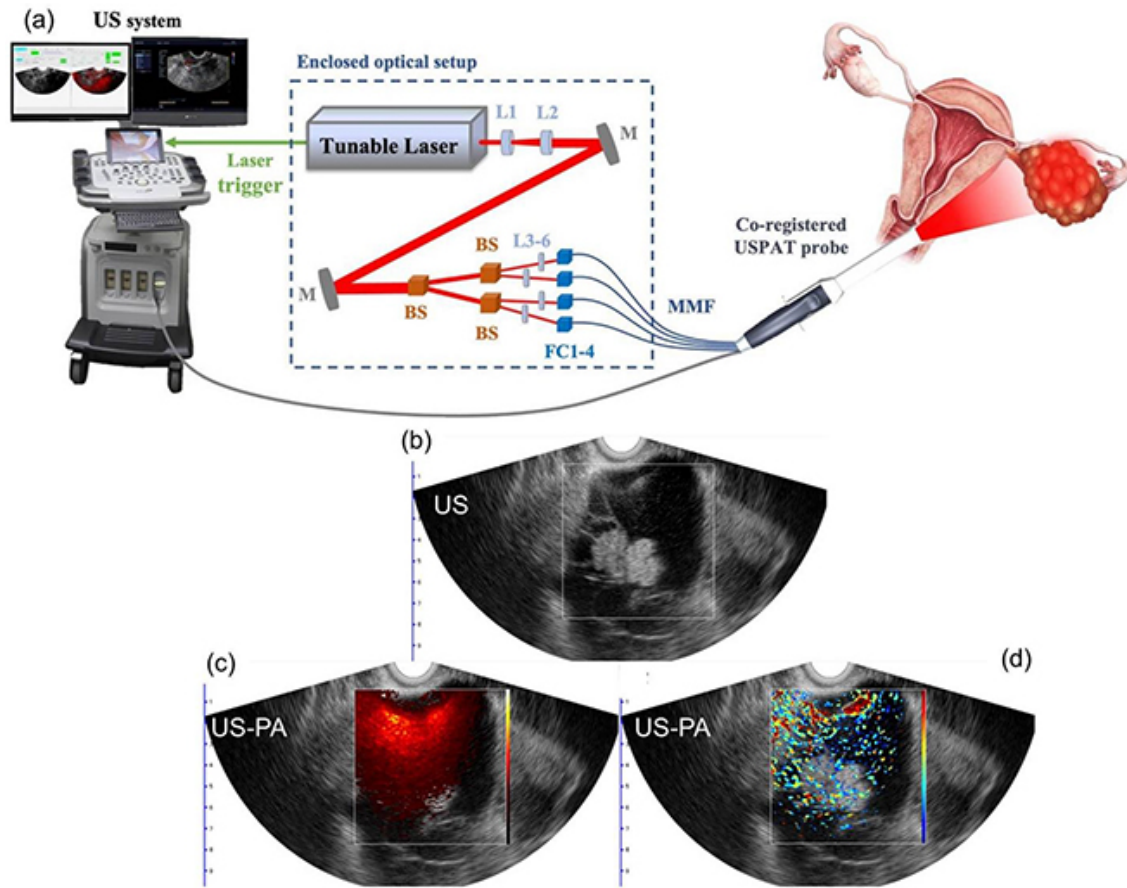 (a)
US system
Enclosed optical setup
L1
L2
Tunable Laser
M
Laser
trigger
Co-registered
USPAT probe
L3-6
BS
M
BS
BS
MMF
FC1-4
(b)
US
(c)
(d)
US-PA
US-PA